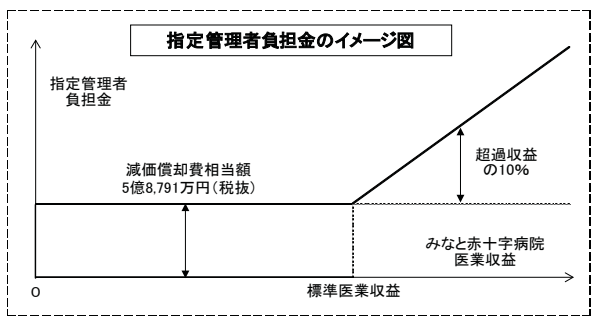 指定管理者負担金のイメージ図
指定管理者
負担金
減価償却費相当額
5億8,791万円(税抜)
超過収益
の10%
みなと赤十字病院
医業収益
0
標準医業収益